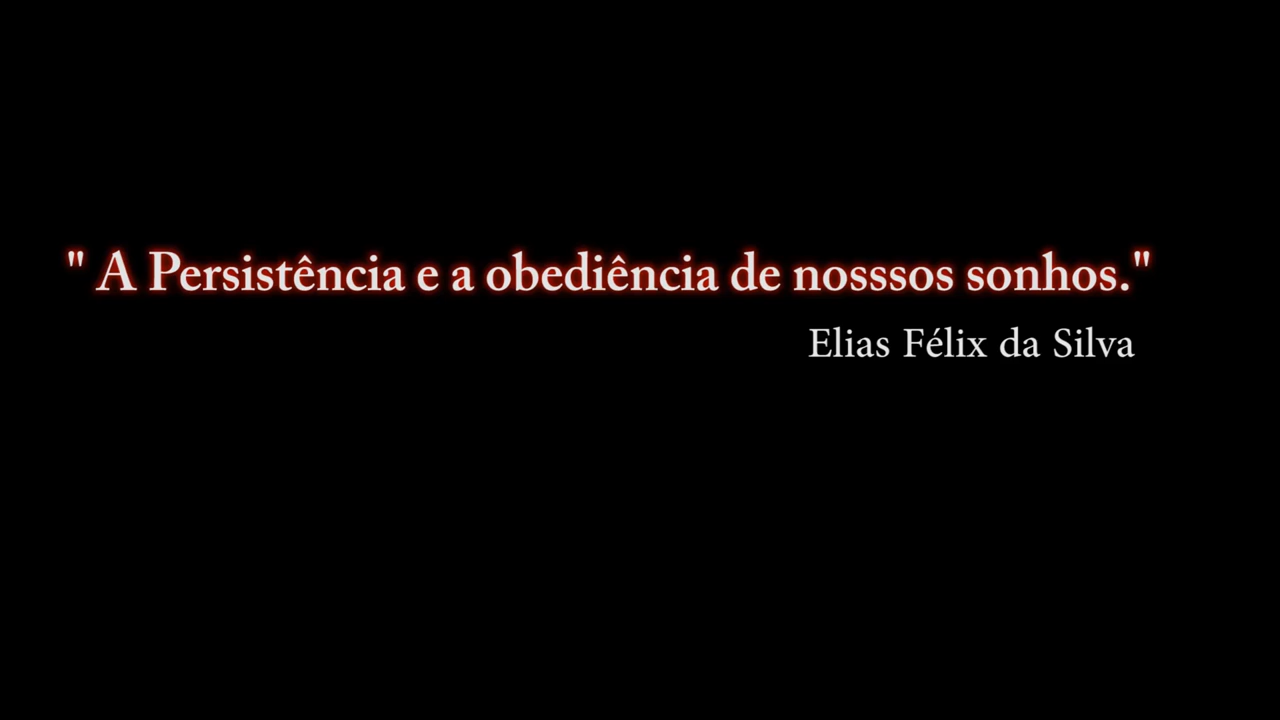 " A Persistência e a obediência de nosssos sonhos."
Elias Félix da Silva